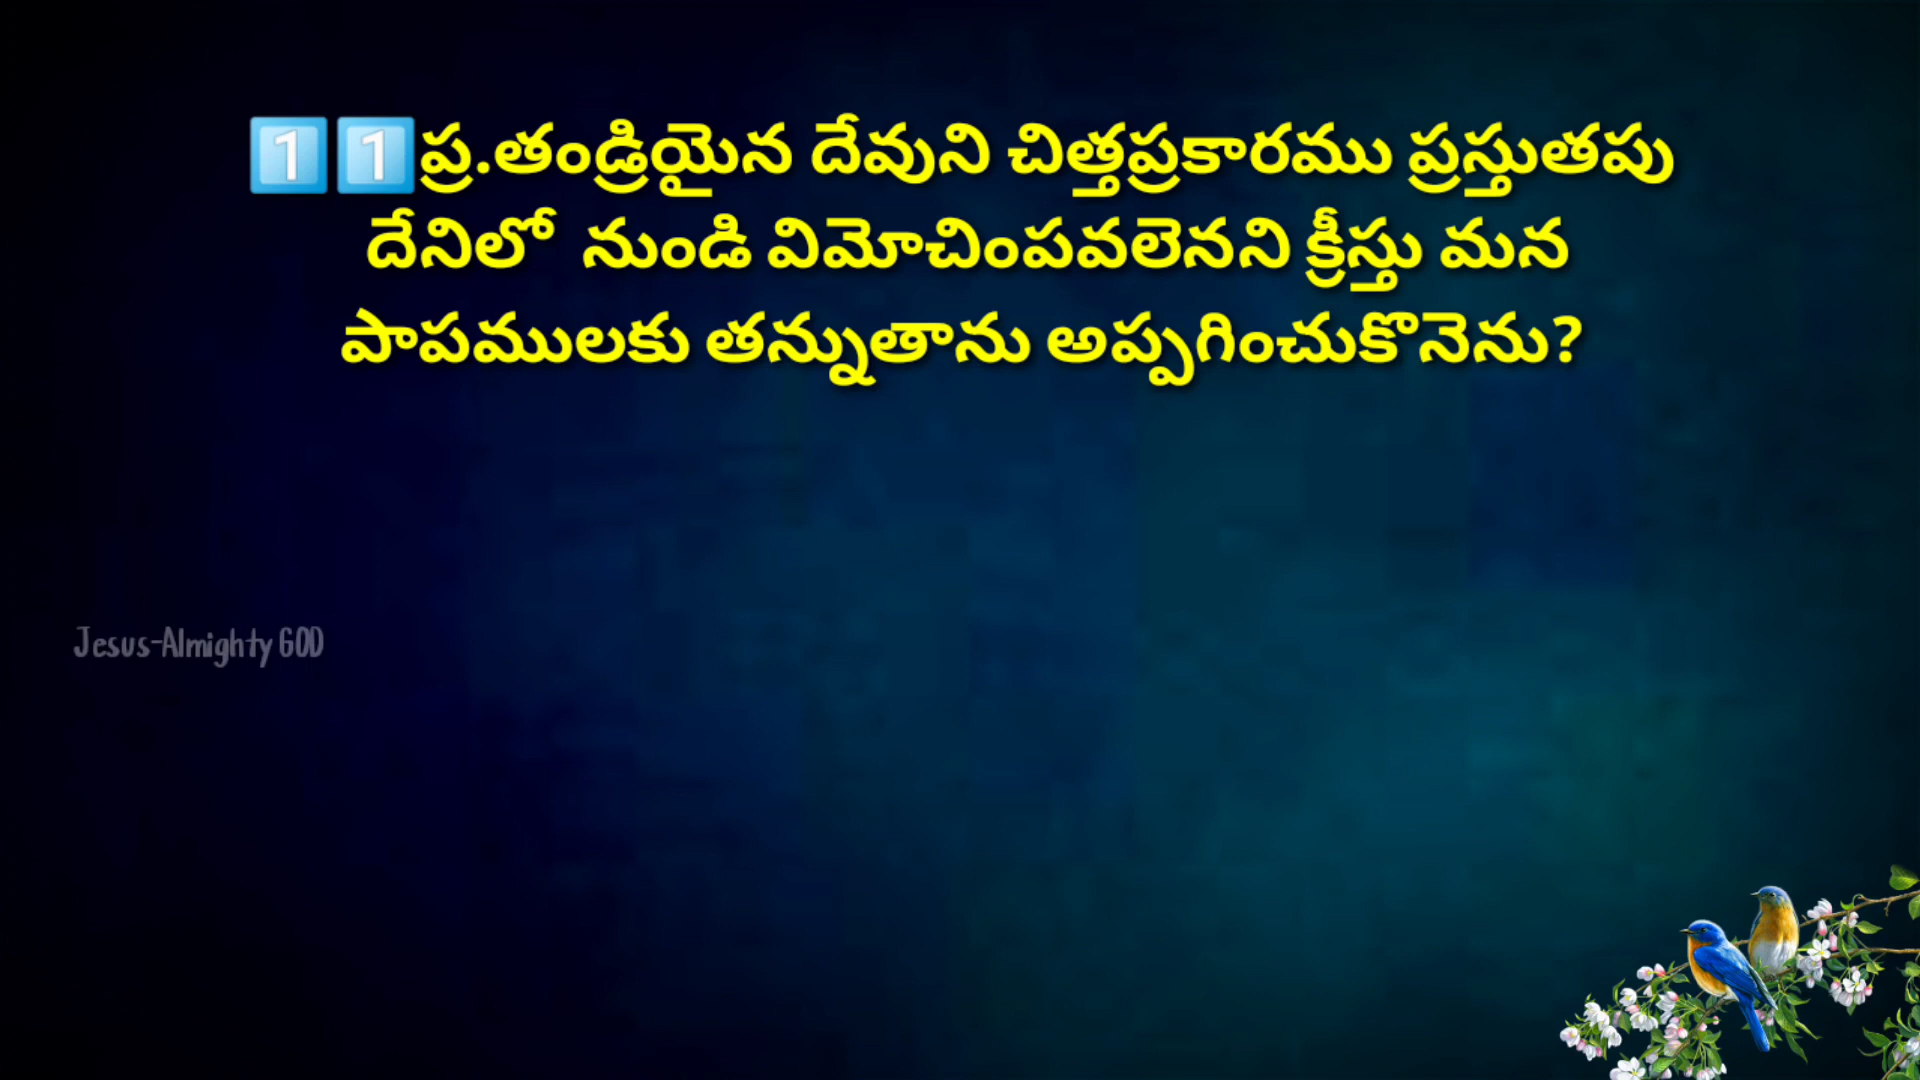 1️⃣1️⃣ప్ర.తండ్రియైన దేవుని చిత్తప్రకారము ప్రస్తుతపు
దేనిలో నుండి విమోచింపవలెనని క్రీస్తు మన
పాపములకు తన్నుతాను అప్పగించుకొనెను?
Jesus-Almighty GOD